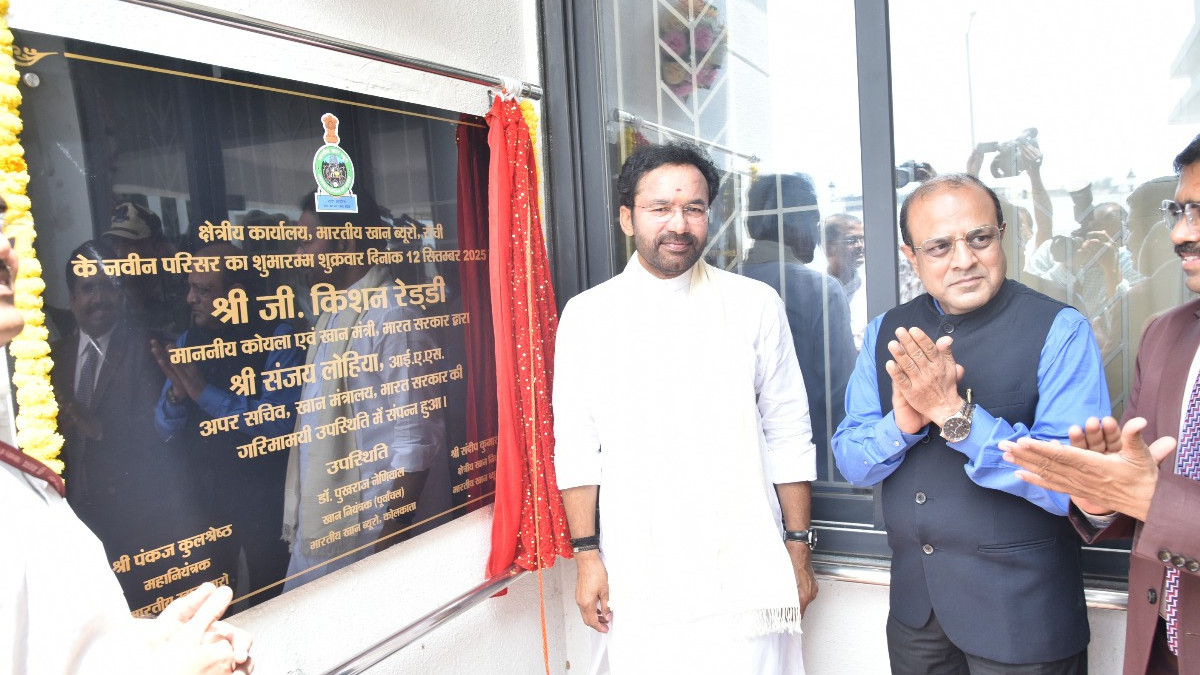 क्षेत्रीय कार्यालय, भारतीय खान ब्यूरो, राँची
के नवीन परिसर का शुभारम्भ शुक्रवार दिनांक 12 सितम्बर 2025
श्री जी. किशन रेड्डी
माननीय कोयला एवं खान मंत्री, भारत सरकार द्वारा
श्री संजय लोहिया, आई.ए.एस.
अपर सचिव, खान मंत्रालय, भारत सरकार की
गरिमामयी उपस्थिति में संपन्न हुआ।
उपस्थिति
श्री पंकज कुलश्रेष्ठ
महानियंत्रक
भारतीय खान ब्यूरो
डॉ. पुखराज नेणिवाल
खान नियंत्रक (पूर्वांचल)
भारतीय खान ब्यूरो, कोलकाता
श्री संदीप कुमार
क्षेत्रीय खान
भारतीय खान